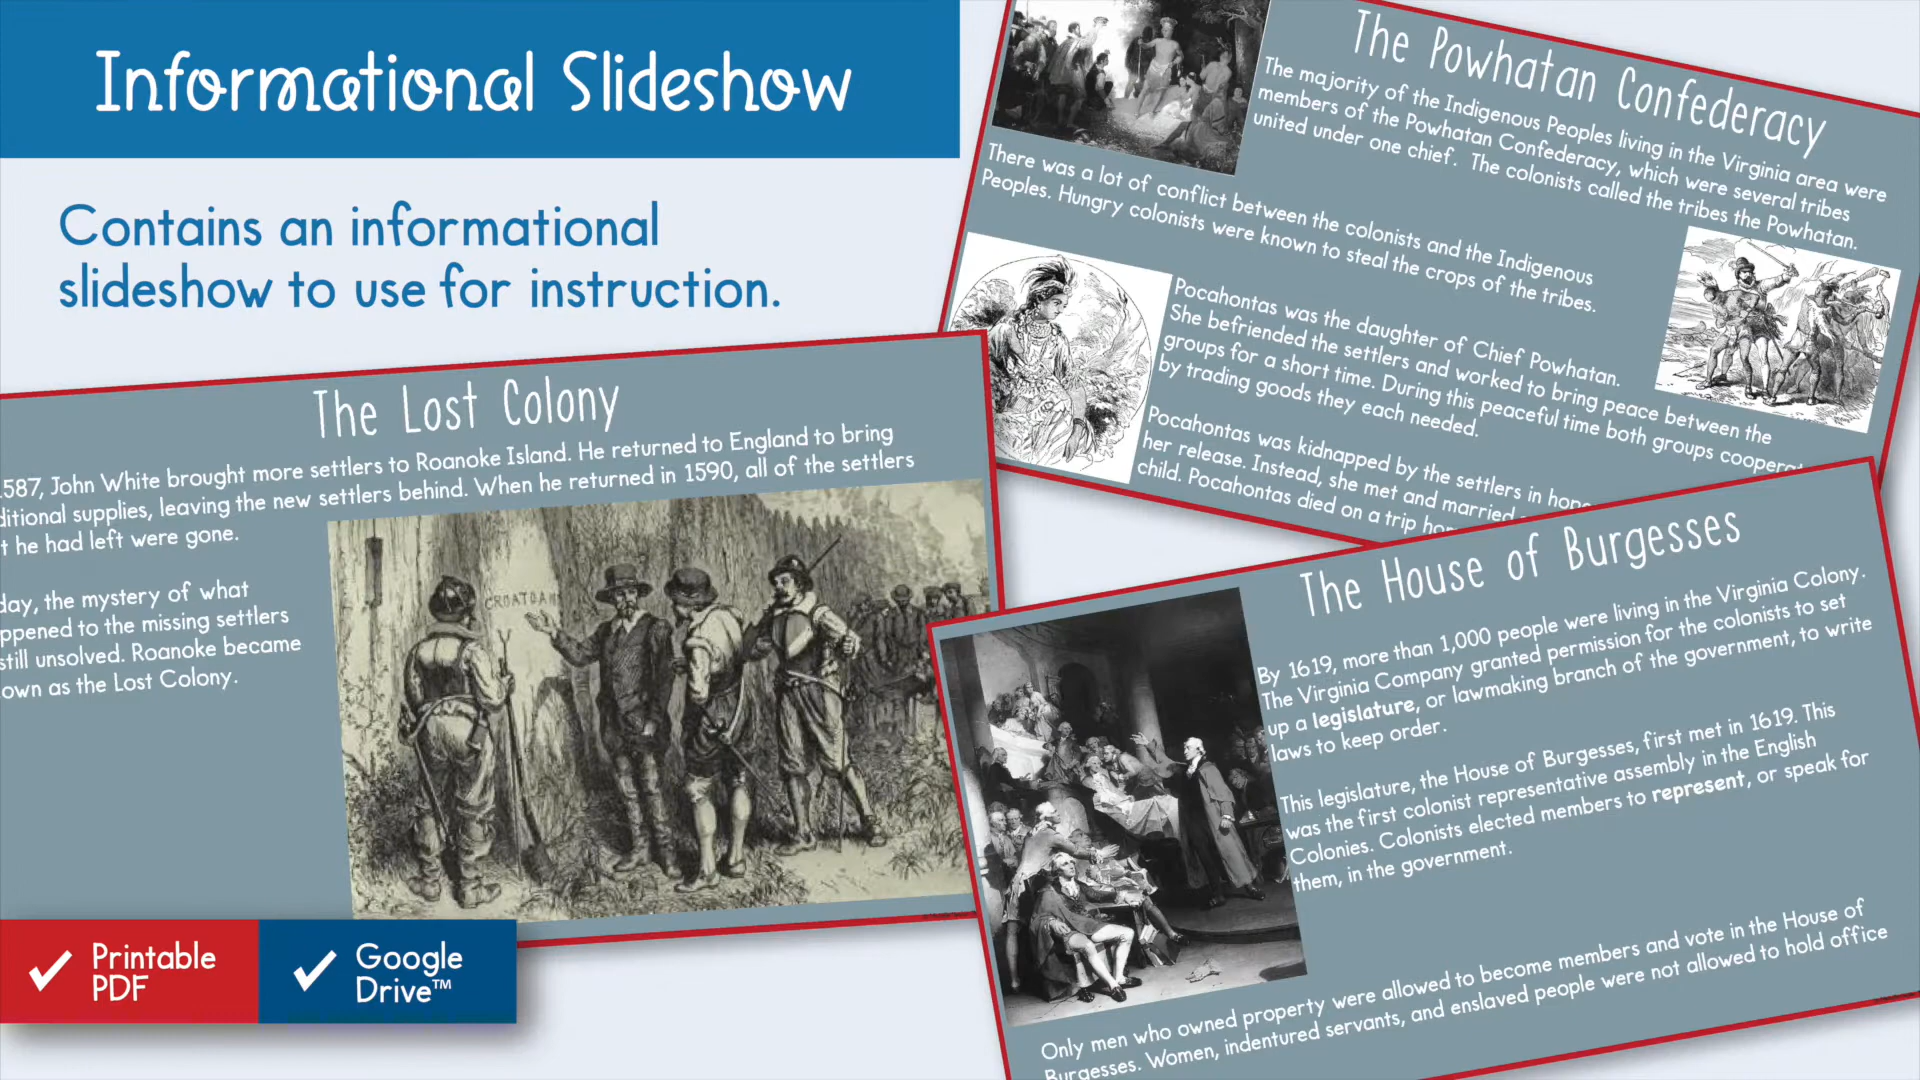 Informational Slideshow
Contains an informational
slideshow to use for instruction.
The Powhatan Confederacy
The majority of the Indigenous Peoples living in the Virginia area were
members of the Powhatan Confederacy, which were several tribes
united under one chief. The colonists called the tribes the Powhatan.
There was a lot of conflict between the colonists and the Indigenous
Peoples. Hungry colonists were known to steal the crops of the tribes.
Pocahontas was the daughter of Chief Powhatan.
She befriended the settlers and worked to bring peace between the
groups for a short time. During this peaceful time both groups
by trading goods they each needed.
Pocahontas was kidnapped by the settlers in
her release. Instead, she met and married
child. Pocahontas died on a trip
The Lost Colony
587, John White brought more settlers to Roanoke Island. He returned to England to bring
ditional supplies, leaving the new settlers behind. When he returned in 1590, all of the settlers
t he had left were gone.
day, the mystery of what
ppened to the missing settlers
still unsolved. Roanoke became
own as the Lost Colony.
CROATOAN
The House of Burgesses
By 1619, more than 1,000 people were living in the Virginia Colony.
The Virginia Company granted permission for the colonists to set
up a legislature, or lawmaking branch of the government, to write
laws to keep order.
This legislature, the House of Burgesses, first met in 1619. This
was the first colonist representative assembly in the English
Colonies. Colonists elected members to represent, or speak for
them, in the government.
Only men who owned property were allowed to become members and vote in the House of
Burgesses. Women, indentured servants, and enslaved people were not allowed to hold office
✓ Printable
PDF
✓ Google
Drive™